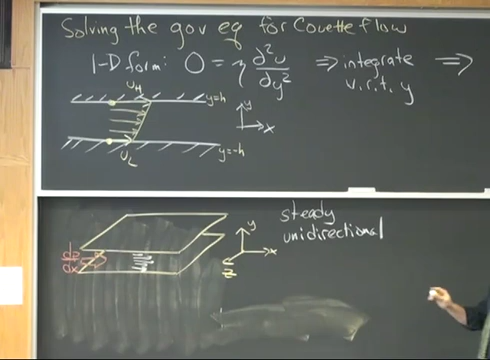 Solving the gov eq for Couette flow
1-D form: 0 = η d²u/dy² ⇒ integrate ⇒
w.r.t. y
u_H
y=h
y
x
u_L
y=-h
steady
unidirectional
dp/dx
y
x
z